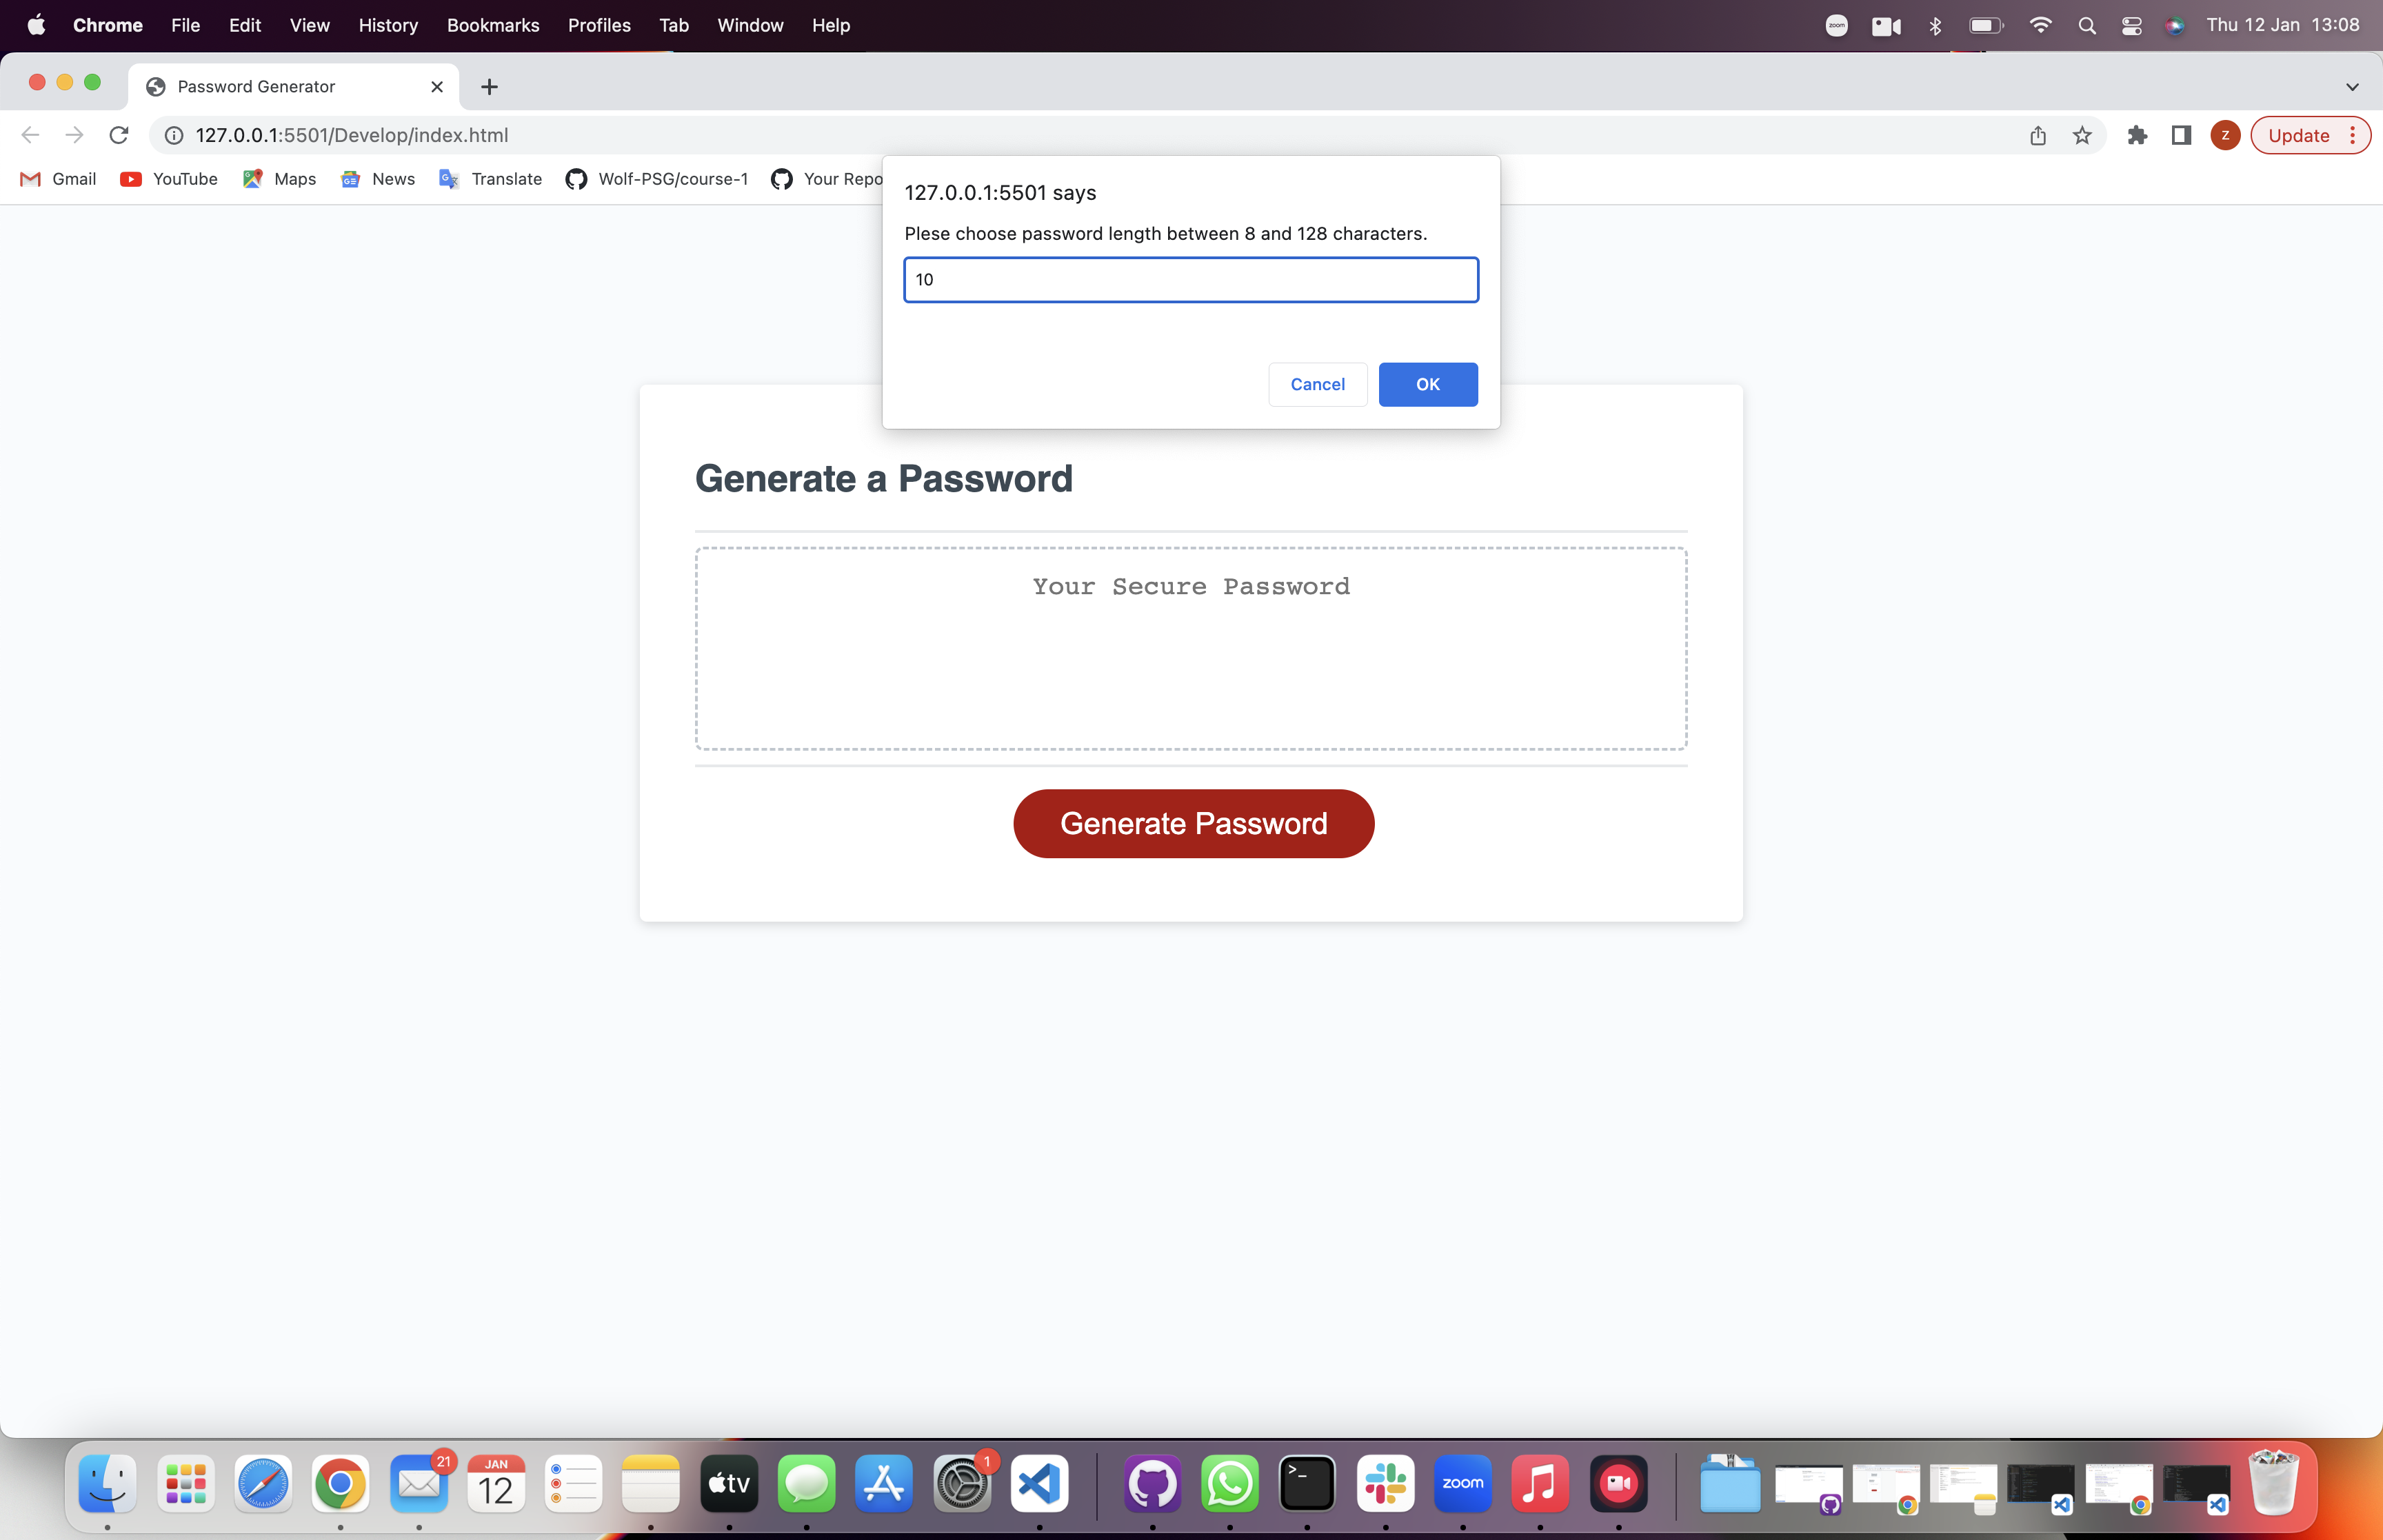 Chrome File Edit View History Bookmarks Profiles Tab Window Help zoom Thu 12 Jan 13:08
Password Generator
127.0.0.1:5501/Develop/index.html Z Update
Gmail YouTube Maps News Translate Wolf-PSG/course-1 Your Repo
127.0.0.1:5501 says
Plese choose password length between 8 and 128 characters.
10
Cancel OK
Generate a Password
Your Secure Password
Generate Password
21 JAN 12 tv 1 zoom